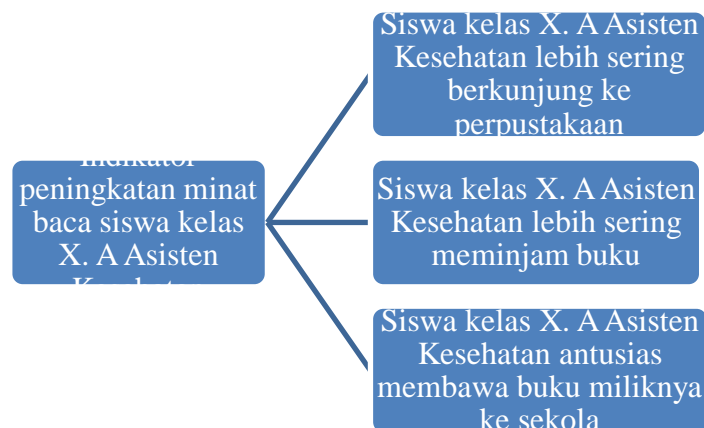 Siswa kelas X. A Asisten
Kesehatan lebih sering
berkunjung ke
perpustakaan
Indikator
peningkatan minat
baca siswa kelas
X. A Asisten
Siswa kelas X. A Asisten
Kesehatan lebih sering
meminjam buku
Siswa kelas X. A Asisten
Kesehatan antusias
membawa buku miliknya
ke sekola